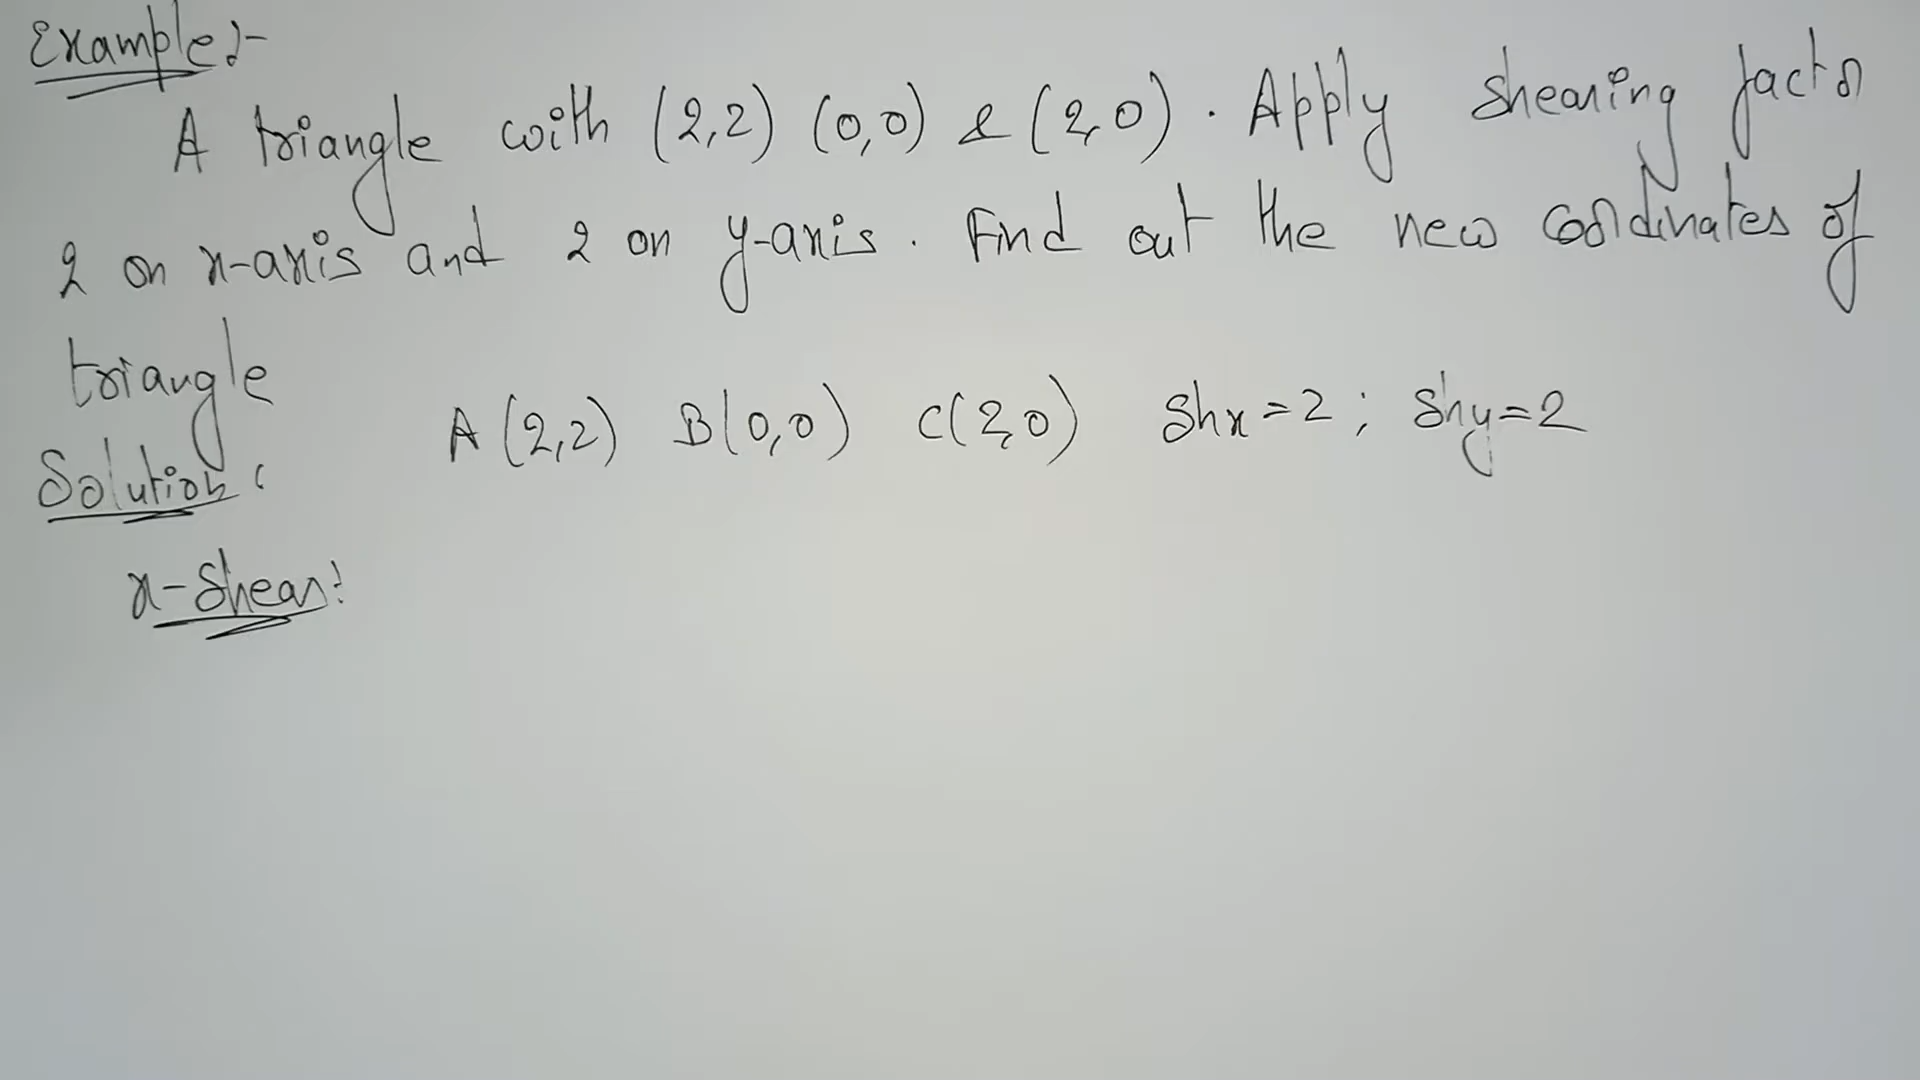 Example:-
A triangle with (2,2) (0,0) & (2,0). Apply shearing factor
2 on x-axis and 2 on y-axis. Find out the new coordinates of
triangle
A (2,2) B(0,0) C(2,0) Shx=2; Shy=2
Solution:
x-Shear: